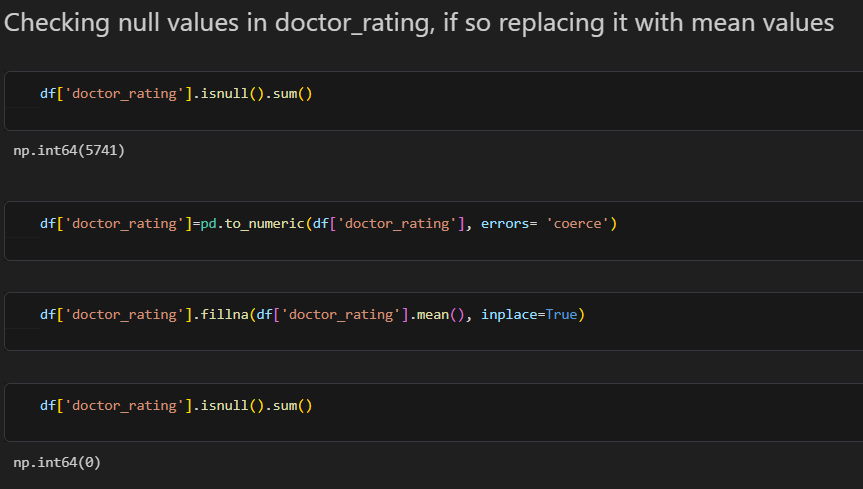 Checking null values in doctor_rating, if so replacing it with mean values
df['doctor_rating'].isnull().sum()
np.int64(5741)
df['doctor_rating']=pd.to_numeric(df['doctor_rating'], errors= 'coerce')
df['doctor_rating'].fillna(df['doctor_rating'].mean(), inplace=True)
df['doctor_rating'].isnull().sum()
np.int64(0)